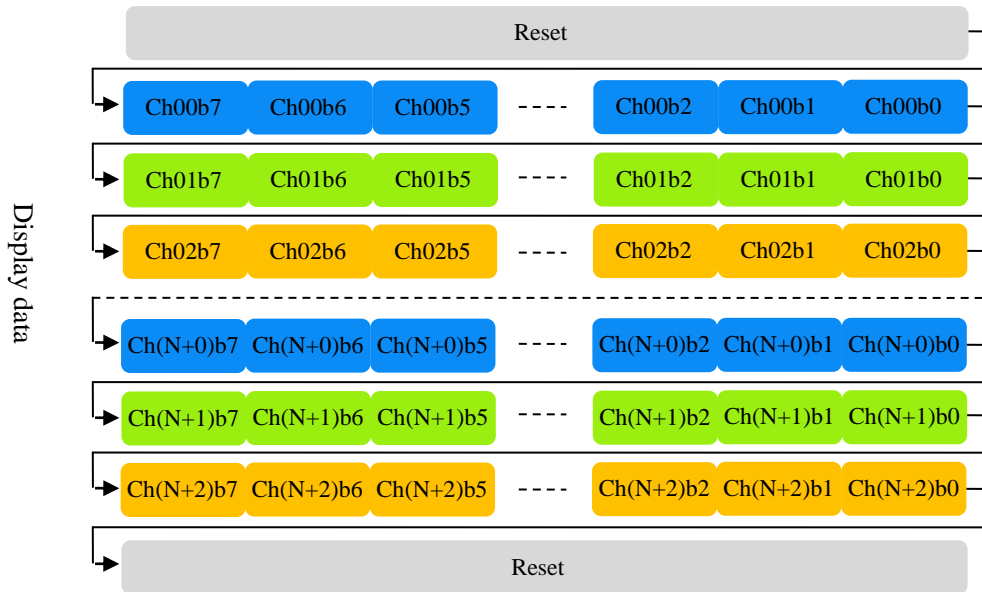 Display data
Reset
Ch00b7 Ch00b6 Ch00b5 ---- Ch00b2 Ch00b1 Ch00b0
Ch01b7 Ch01b6 Ch01b5 ---- Ch01b2 Ch01b1 Ch01b0
Ch02b7 Ch02b6 Ch02b5 ---- Ch02b2 Ch02b1 Ch02b0
Ch(N+0)b7 Ch(N+0)b6 Ch(N+0)b5 ---- Ch(N+0)b2 Ch(N+0)b1 Ch(N+0)b0
Ch(N+1)b7 Ch(N+1)b6 Ch(N+1)b5 ---- Ch(N+1)b2 Ch(N+1)b1 Ch(N+1)b0
Ch(N+2)b7 Ch(N+2)b6 Ch(N+2)b5 ---- Ch(N+2)b2 Ch(N+2)b1 Ch(N+2)b0
Reset